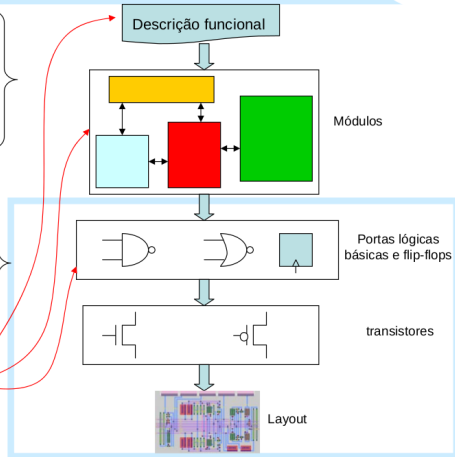 Descrição funcional
Módulos
Portas lógicas
básicas e flip-flops
transistores
Layout